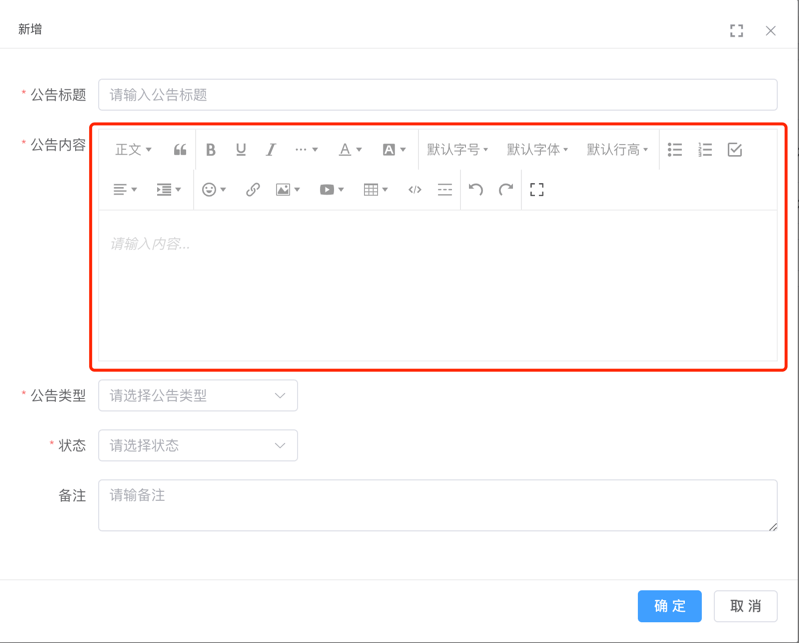 新增
* 公告标题 请输入公告标题
* 公告内容 正文 B U I ... A A 默认字号 默认字体 默认行高
</>
请输入内容...
* 公告类型 请选择公告类型
* 状态 请选择状态
备注 请输备注
确 定 取 消